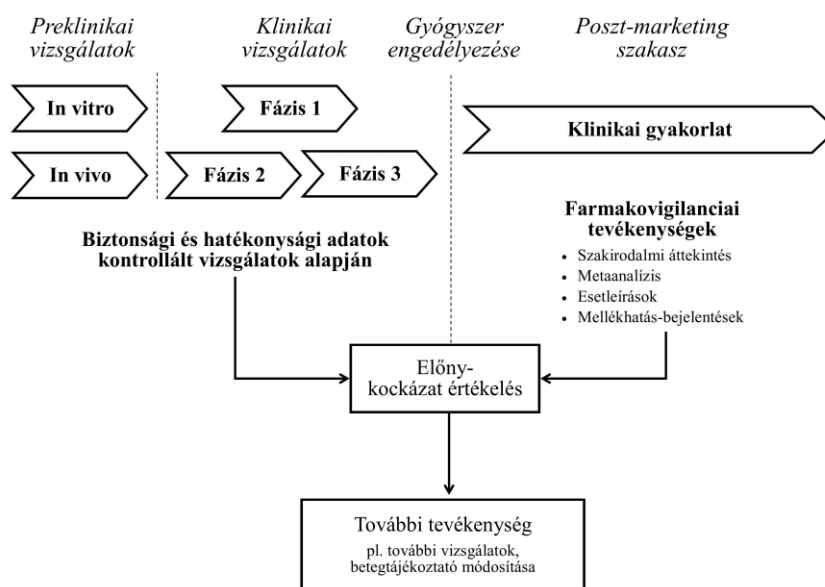 Preklinikai
vizsgálatok
Klinikai
vizsgálatok
Gyógyszer
engedélyezése
Poszt-marketing
szakasz
In vitro
Fázis 1
Klinikai gyakorlat
In vivo
Fázis 2
Fázis 3
Biztonsági és hatékonysági adatok
kontrollált vizsgálatok alapján
Farmakovigilanciai
tevékenységek
• Szakirodalmi áttekintés
• Metaanalízis
• Esetleírások
• Mellékhatás-bejelentések
Előny-
kockázat értékelés
További tevékenység
pl. további vizsgálatok,
betegtájékoztató módosítása